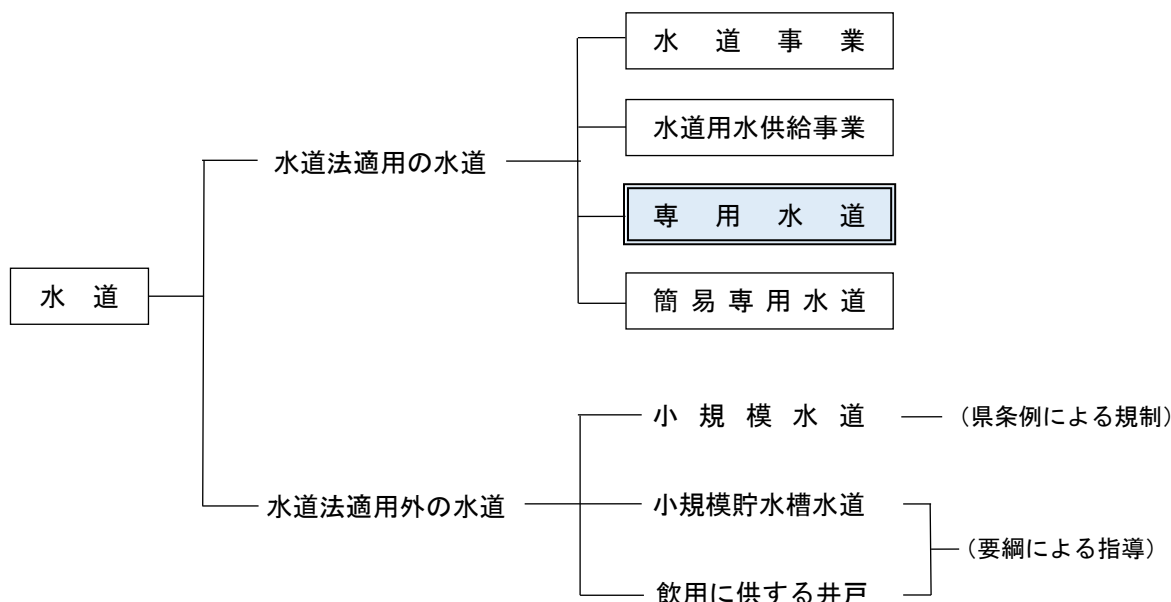 水道事業
水道用水供給事業
水道法適用の水道
専用水道
水道
簡易専用水道
小規模水道
（県条例による規制）
水道法適用外の水道
小規模貯水槽水道
（要綱による指導）
飲用に供する井戸